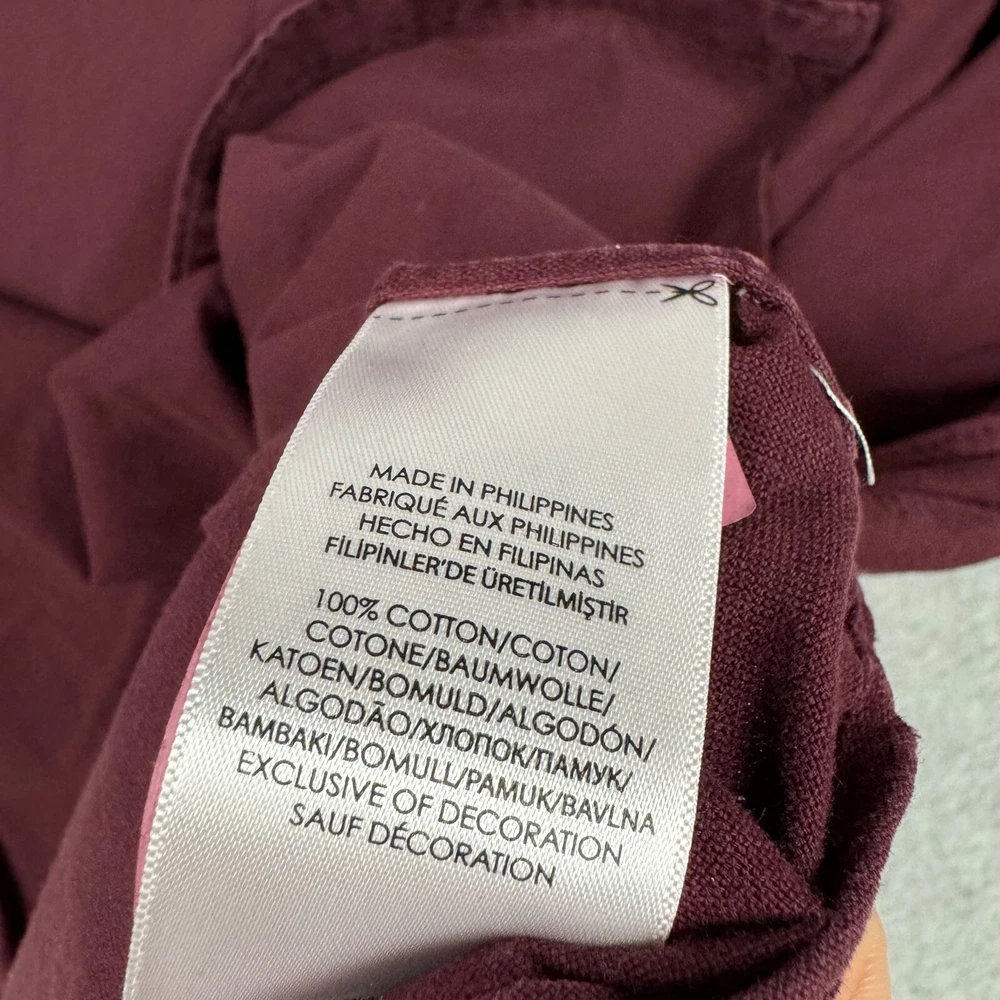 MADE IN PHILIPPINES
FABRIQUÉ AUX PHILIPPINES
HECHO EN FILIPINAS
FİLİPİNLER'DE ÜRETİLMİŞTİR
100% COTTON/COTON/
COTONE/BAUMWOLLE/
KATOEN/BOMULD/ALGODÓN/
ALGODÃO/ХЛОПОК/ПАМУК/
BAMBAKI/BOMULL/PAMUK/BAVLNA
EXCLUSIVE OF DECORATION
SAUF DÉCORATION